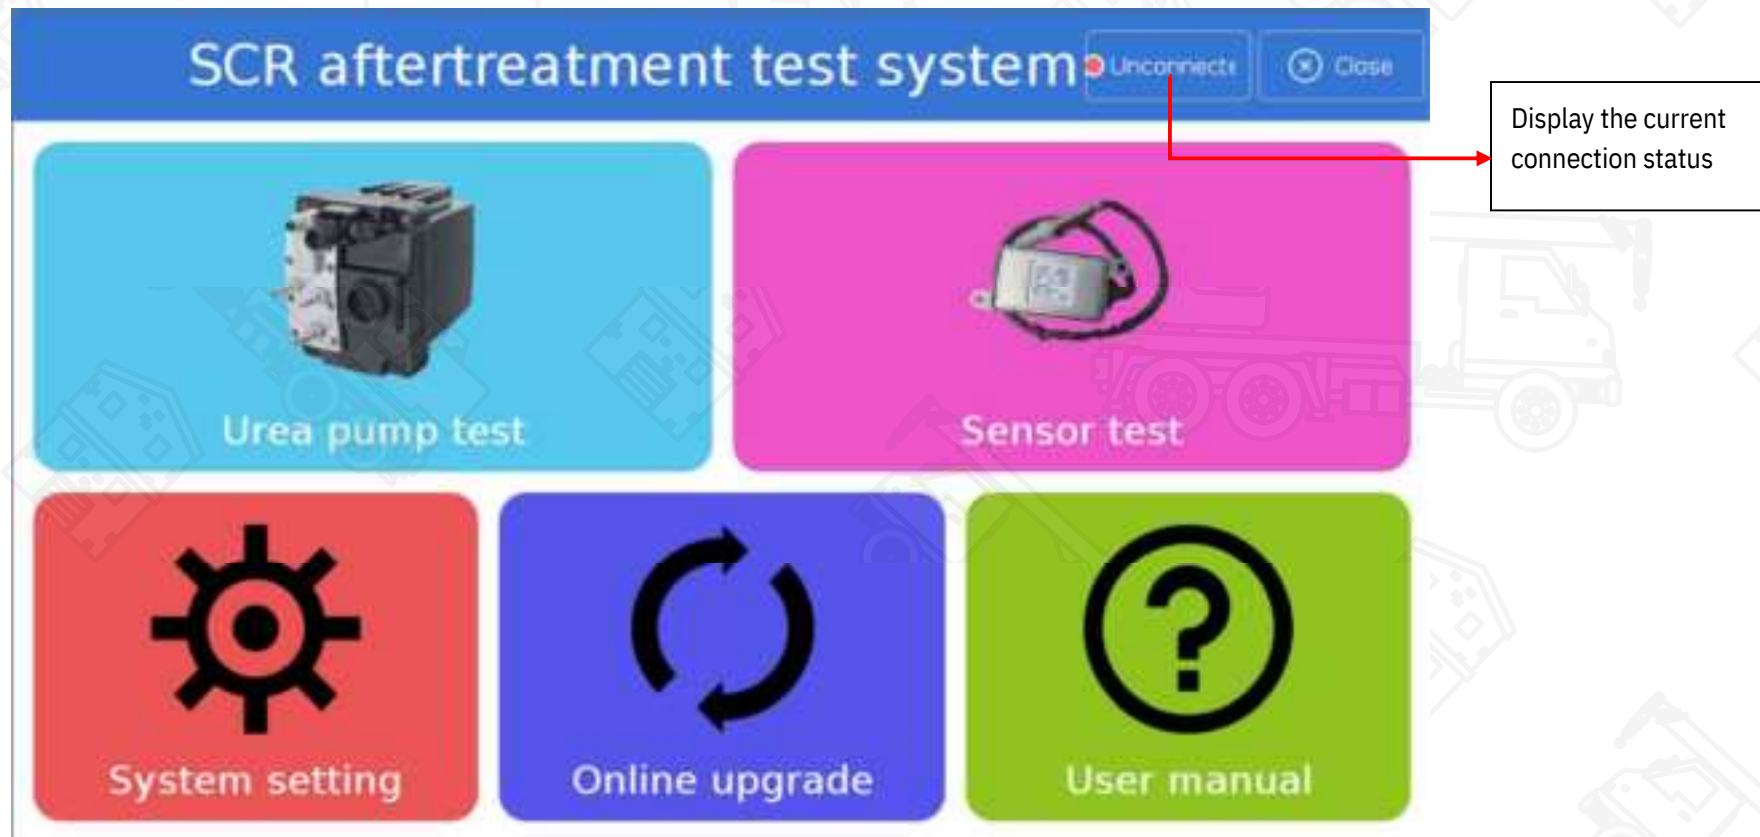 SCR aftertreatment test system
Unconnecte
Close
Display the current
connection status
Urea pump test
Sensor test
System setting
Online upgrade
User manual